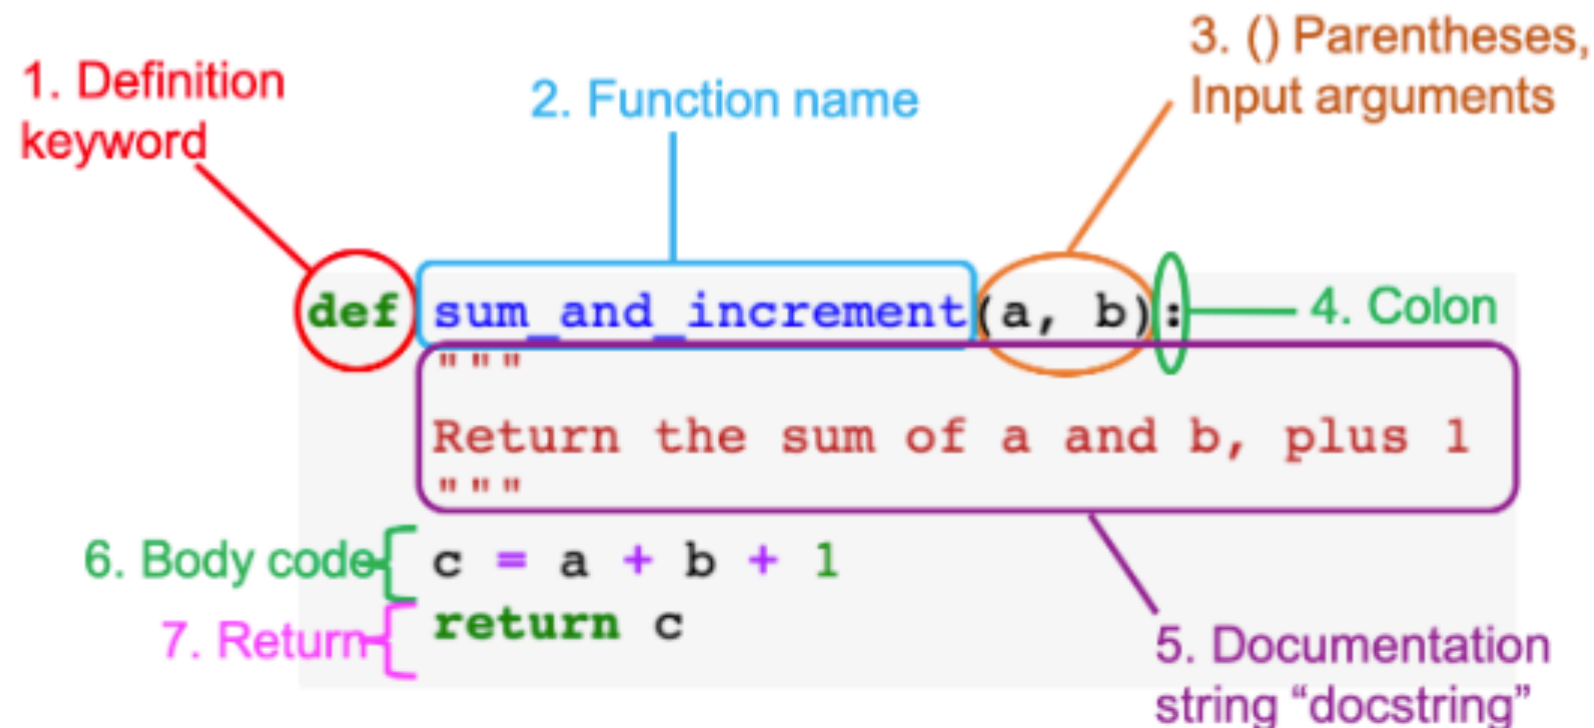 1. Definition
keyword
2. Function name
3. () Parentheses,
Input arguments
def sum_and_increment(a, b):
4. Colon
"""
Return the sum of a and b, plus 1
"""
6. Body code
c = a + b + 1
7. Return
return c
5. Documentation
string “docstring”